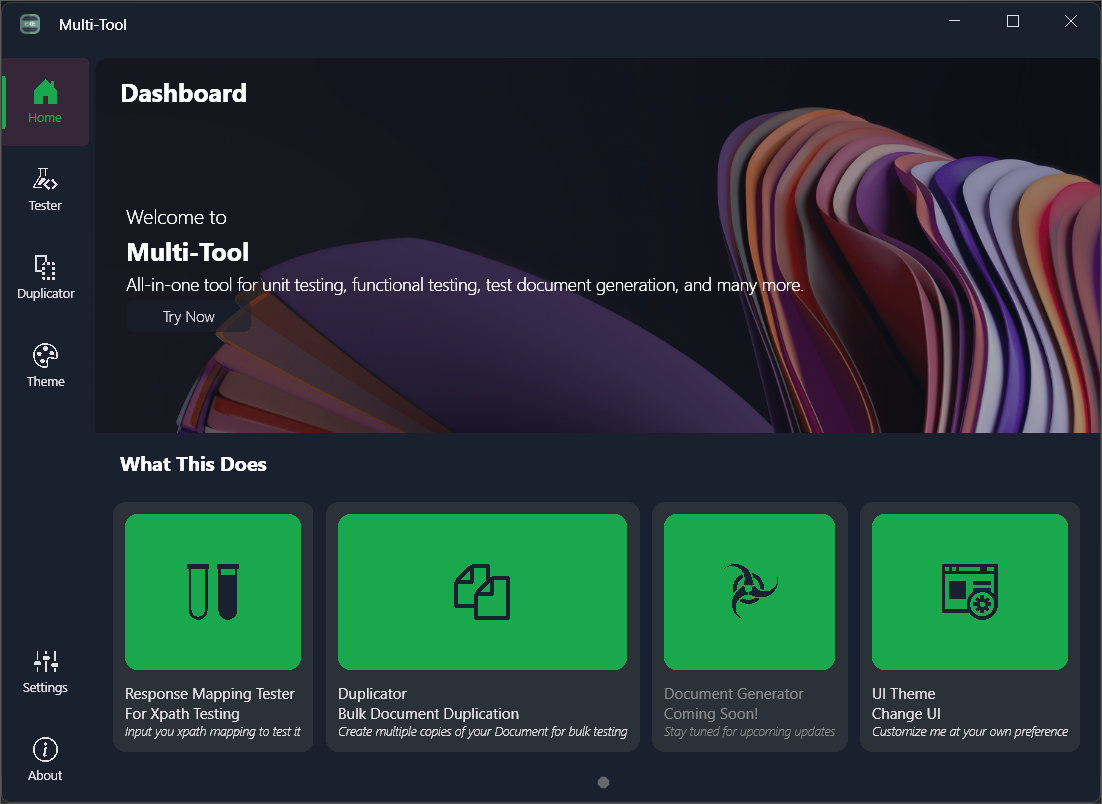 Multi-Tool
Home
Tester
Duplicator
Theme
Settings
About
Dashboard
Welcome to
Multi-Tool
All-in-one tool for unit testing, functional testing, test document generation, and many more.
Try Now
What This Does
Response Mapping Tester
For Xpath Testing
Input you xpath mapping to test it
Duplicator
Bulk Document Duplication
Create multiple copies of your Document for bulk testing
Document Generator
Coming Soon!
Stay tuned for upcoming updates
UI Theme
Change UI
Customize me at your own preference